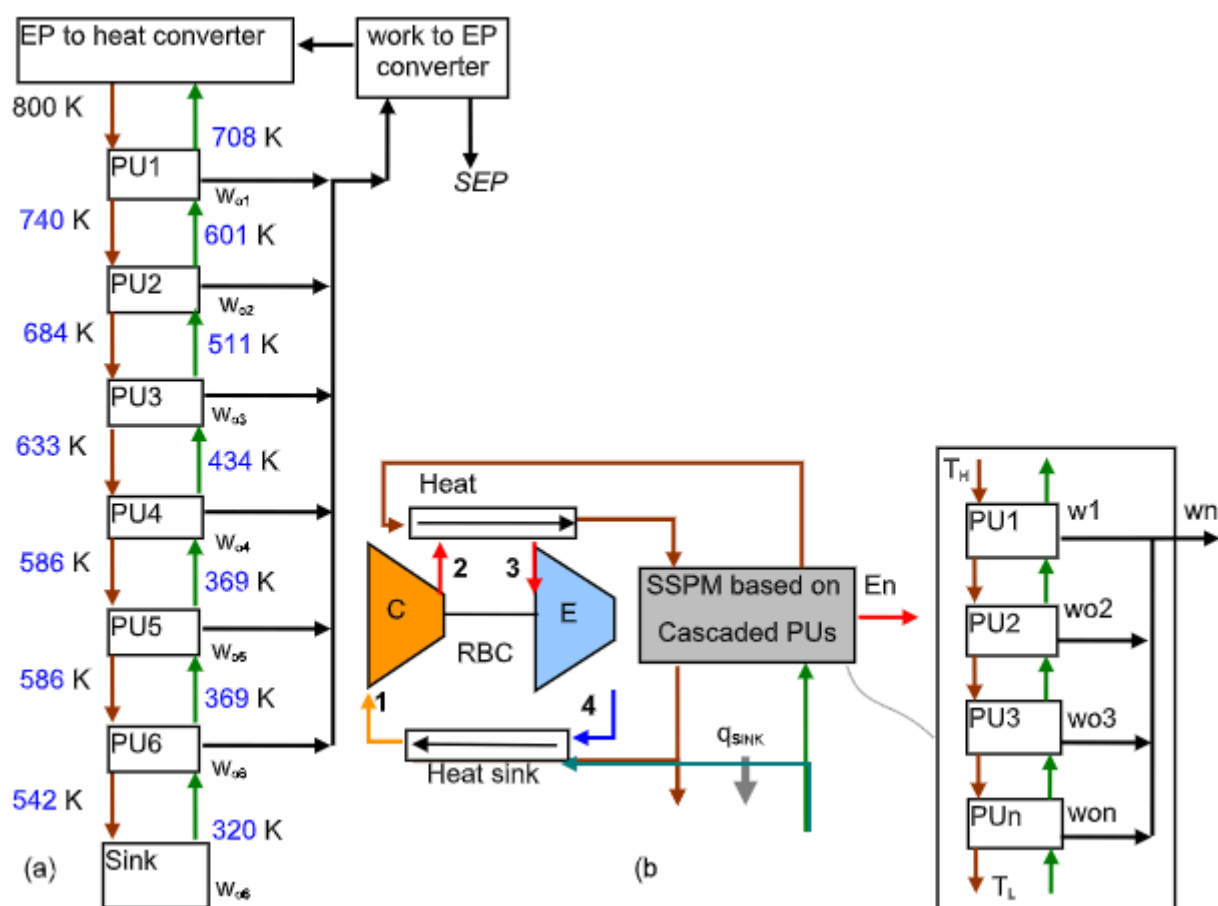 EP to heat converter
work to EP
converter
800 K
708 K
PU1
Wo1
SEP
740 K
601 K
PU2
Wo2
684 K
511 K
PU3
Wo3
633 K
434 K
PU4
Wo4
586 K
369 K
PU5
Wo5
586 K
369 K
PU6
Wo6
542 K
320 K
Sink
Wo6
(a)
Heat
2
3
C
E
RBC
1
4
Heat sink
SSPM based on
Cascaded PUs
En
qSINK
(b
TH
PU1
w1
wn
PU2
wo2
PU3
wo3
PUn
won
TL